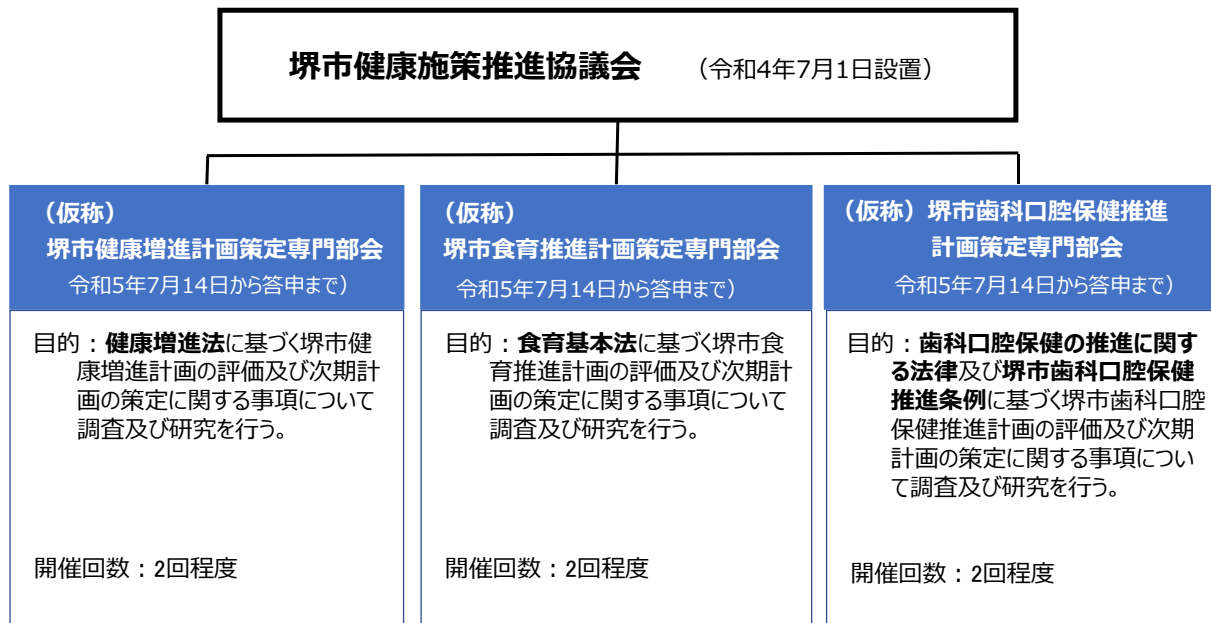 堺市健康施策推進協議会 （令和4年7月1日設置）
（仮称）
堺市健康増進計画策定専門部会
令和5年7月14日から答申まで）
目的：健康増進法に基づく堺市健
康増進計画の評価及び次期計
画の策定に関する事項について
調査及び研究を行う。
開催回数：2回程度
（仮称）
堺市食育推進計画策定専門部会
令和5年7月14日から答申まで）
目的：食育基本法に基づく堺市食
育推進計画の評価及び次期計
画の策定に関する事項について
調査及び研究を行う。
開催回数：2回程度
（仮称）堺市歯科口腔保健推進
計画策定専門部会
令和5年7月14日から答申まで）
目的：歯科口腔保健の推進に関す
る法律及び堺市歯科口腔保健
推進条例に基づく堺市歯科口腔
保健推進計画の評価及び次期
計画の策定に関する事項につい
て調査及び研究を行う。
開催回数：2回程度